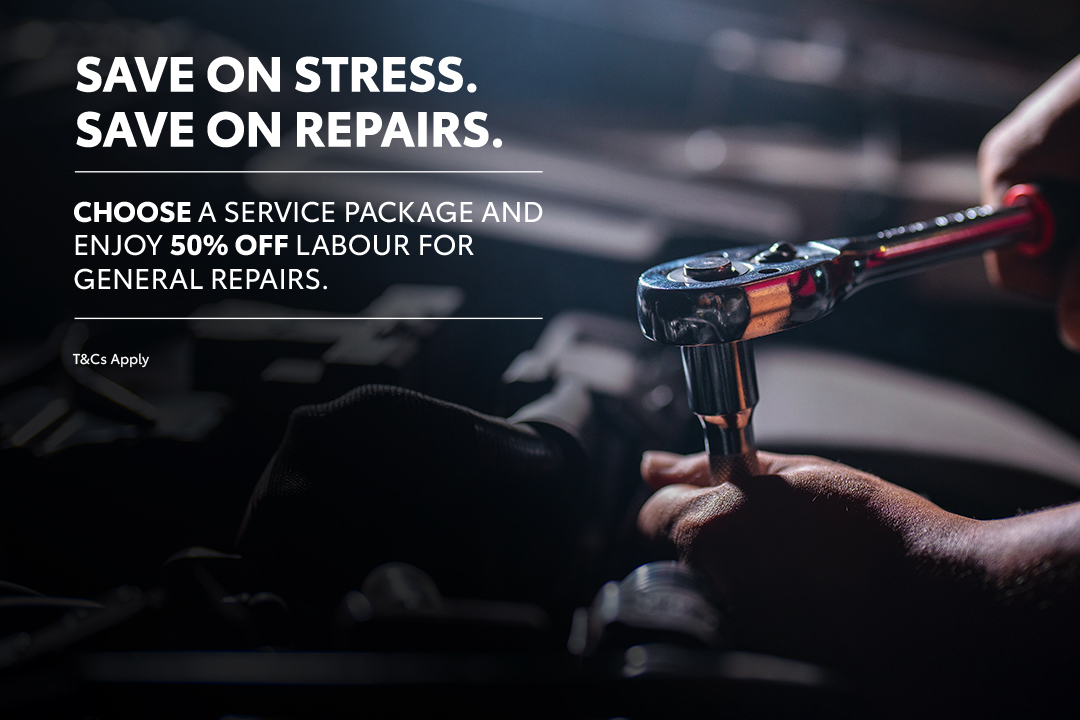 SAVE ON STRESS.
SAVE ON REPAIRS.
CHOOSE A SERVICE PACKAGE AND
ENJOY 50% OFF LABOUR FOR
GENERAL REPAIRS.
T&Cs Apply